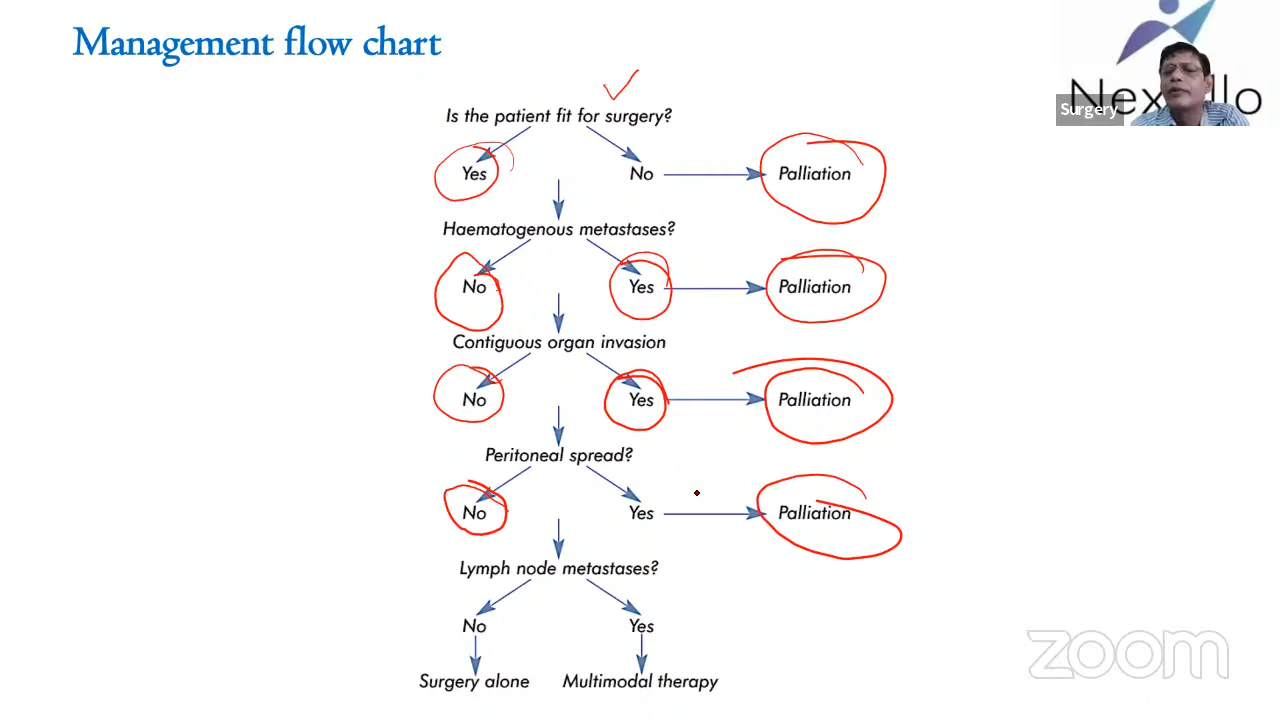 Management flow chart
Is the patient fit for surgery?
Yes
No
Palliation
Haematogenous metastases?
No
Yes
Palliation
Contiguous organ invasion
No
Yes
Palliation
Peritoneal spread?
No
Yes
Palliation
Lymph node metastases?
No
Yes
Surgery alone
Multimodal therapy
Surgery
zoom